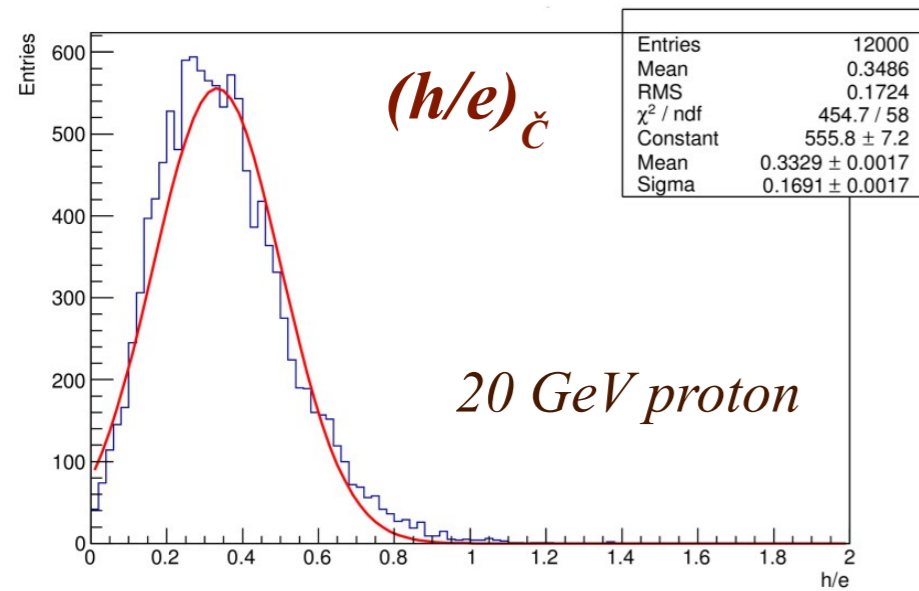 Entries
600
500
400
300
200
100
0
0 0.2 0.4 0.6 0.8 1 1.2 1.4 1.6 1.8 2
h/e
(h/e)Č
20 GeV proton
Entries 12000
Mean 0.3486
RMS 0.1724
χ² / ndf 454.7 / 58
Constant 555.8 ± 7.2
Mean 0.3329 ± 0.0017
Sigma 0.1691 ± 0.0017